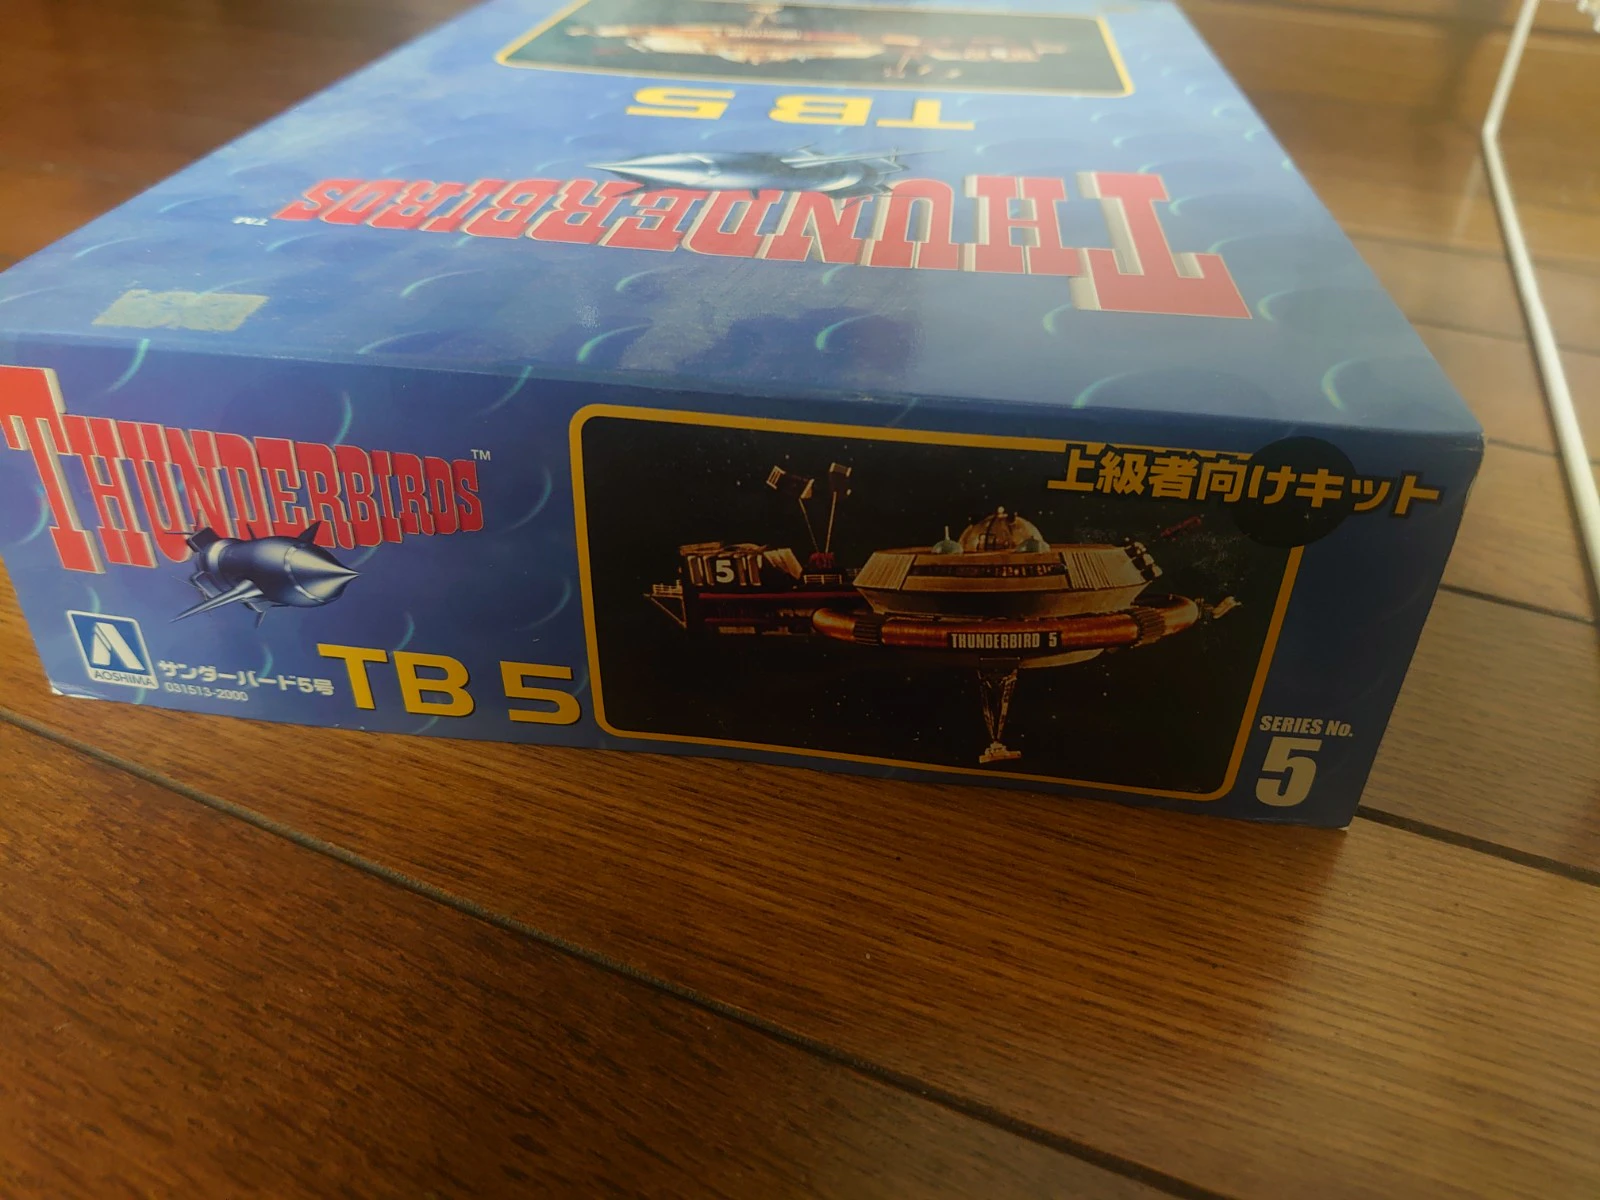 TB 5
THUNDERBIRDS™
THUNDERBIRDS™
上級者向けキット
5
THUNDERBIRD 5
AOSHIMA
サンダーバード5号
031513-2000
TB 5
SERIES No.
5